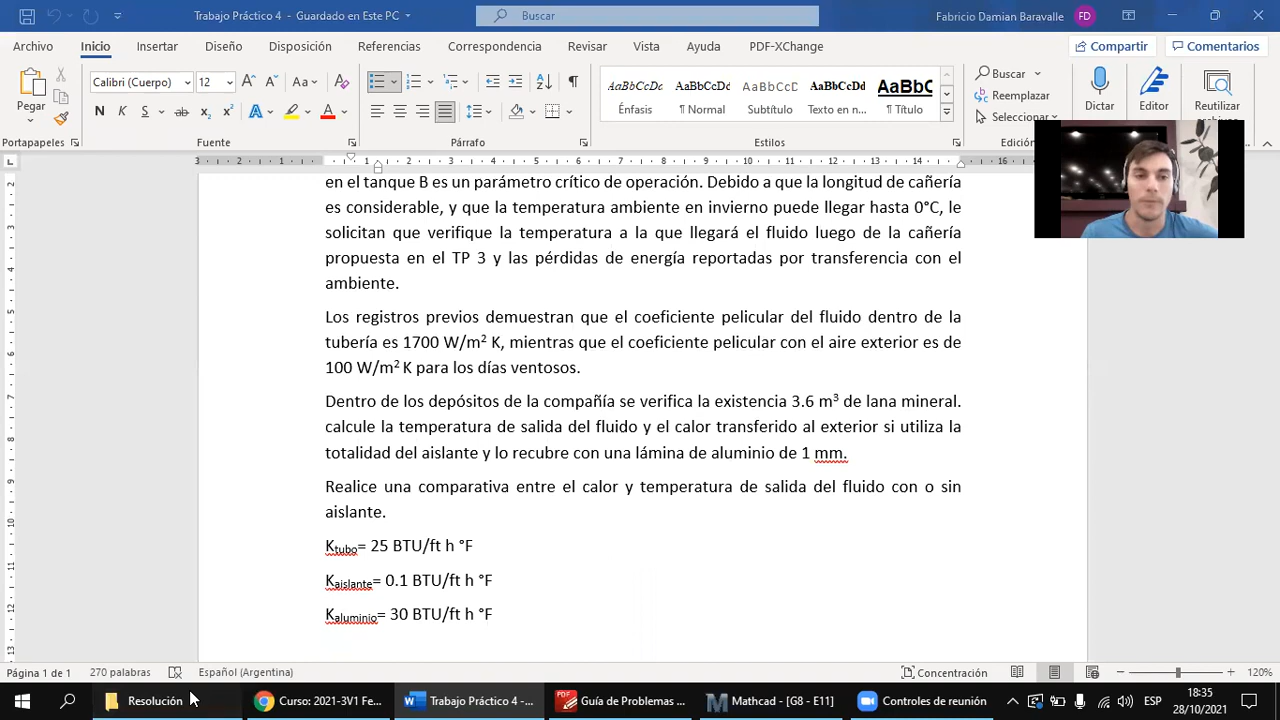 Trabajo Práctico 4 - Guardado en Este PC
Buscar
Fabricio Damian Baravalle
FD
Archivo Inicio Insertar Diseño Disposición Referencias Correspondencia Revisar Vista Ayuda PDF-XChange
Compartir
Comentarios
Pegar
Calibri (Cuerpo) 12
N K S ab
ÉnfasIs
AaBbCcDd AaBbCcDc AaBbCcD AaBbCcDd AaBbC
Énfasis ¶ Normal Subtítulo Texto en n... ¶ Título
Buscar
Reemplazar
Seleccionar
Dictar Editor Reutilizar
Portapapeles Fuente Párrafo Estilos
en el tanque B es un parámetro crítico de operación. Debido a que la longitud de cañería
es considerable, y que la temperatura ambiente en invierno puede llegar hasta 0°C, le
solicitan que verifique la temperatura a la que llegará el fluido luego de la cañería
propuesta en el TP 3 y las pérdidas de energía reportadas por transferencia con el
ambiente.
Los registros previos demuestran que el coeficiente pelicular del fluido dentro de la
tubería es 1700 W/m² K, mientras que el coeficiente pelicular con el aire exterior es de
100 W/m² K para los días ventosos.
Dentro de los depósitos de la compañía se verifica la existencia 3.6 m³ de lana mineral.
calcule la temperatura de salida del fluido y el calor transferido al exterior si utiliza la
totalidad del aislante y lo recubre con una lámina de aluminio de 1 mm.
Realice una comparativa entre el calor y temperatura de salida del fluido con o sin
aislante.
Ktubo= 25 BTU/ft h °F
Kaislante= 0.1 BTU/ft h °F
Kaluminio= 30 BTU/ft h °F
Página 1 de 1 270 palabras Español (Argentina) Concentración 120%
Resolución Curso: 2021-3V1 Fe... Trabajo Práctico 4 -... Guía de Problemas ... Mathcad - [G8 - E11] Controles de reunión ESP
18:35
28/10/2021